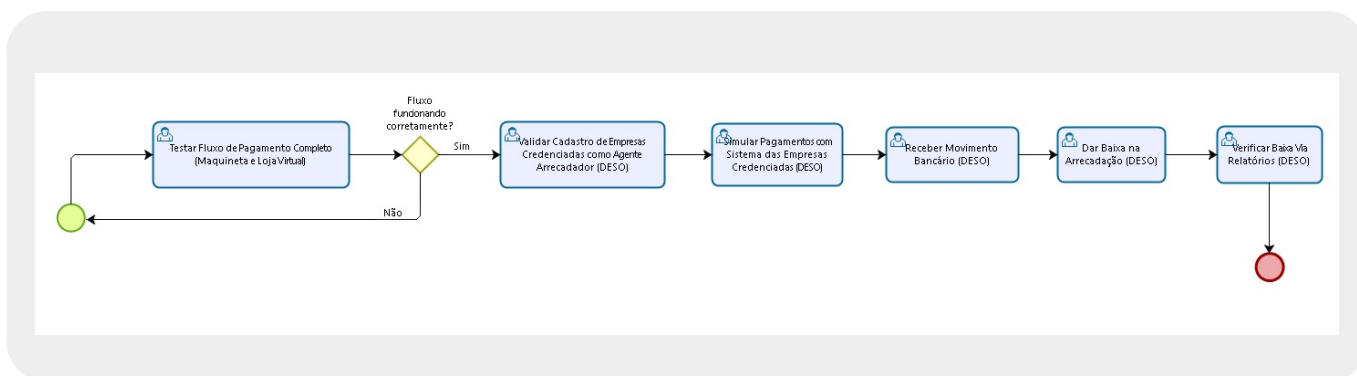 Testar Fluxo de Pagamento Completo
(Maquineta e Loja Virtual)
Fluxo
funcionando
corretamente?
Sim
Não
Validar Cadastro de Empresas
Credenciadas como Agente
Arrecadador (DESO)
Simular Pagamentos com
Sistema das Empresas
Credenciadas (DESO)
Receber Movimento
Bancário (DESO)
Dar Baixa na
Arrecadação (DESO)
Verificar Baixa Via
Relatórios (DESO)